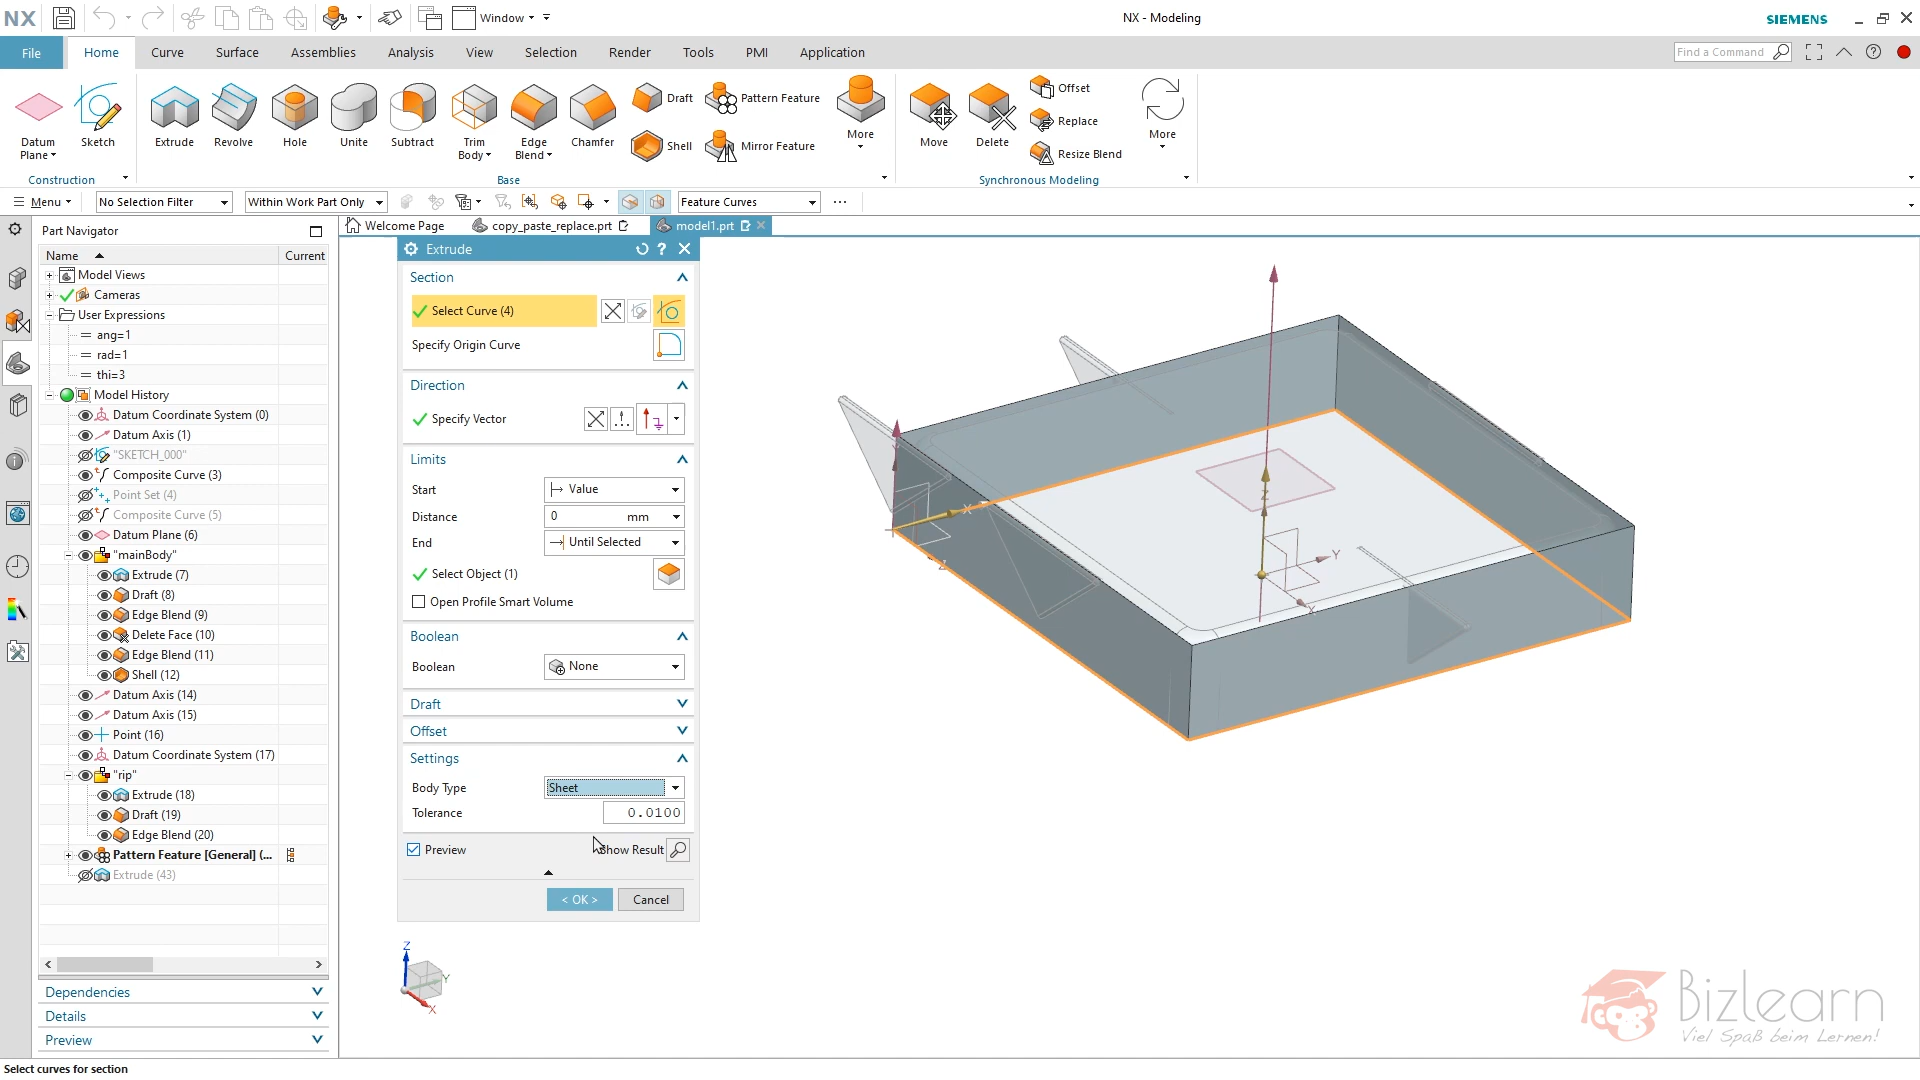 NX
Window
NX - Modeling
SIEMENS
File
Home
Curve
Surface
Assemblies
Analysis
View
Selection
Render
Tools
PMI
Application
Find a Command
Datum Plane
Sketch
Extrude
Revolve
Hole
Unite
Subtract
Trim Body
Edge Blend
Chamfer
Draft
Shell
Pattern Feature
Mirror Feature
More
Move
Delete
Offset
Replace
Resize Blend
More
Construction
Base
Synchronous Modeling
Menu
No Selection Filter
Within Work Part Only
Feature Curves
Part Navigator
Welcome Page
copy_paste_replace.prt
model1.prt
Name
Current
Model Views
Cameras
User Expressions
ang=1
rad=1
thi=3
Model History
Datum Coordinate System (0)
Datum Axis (1)
"SKETCH_000"
Composite Curve (3)
Point Set (4)
Composite Curve (5)
Datum Plane (6)
"mainBody"
Extrude (7)
Draft (8)
Edge Blend (9)
Delete Face (10)
Edge Blend (11)
Shell (12)
Datum Axis (14)
Datum Axis (15)
Point (16)
Datum Coordinate System (17)
"rip"
Extrude (18)
Draft (19)
Edge Blend (20)
Pattern Feature [General] (...
Extrude (43)
Dependencies
Details
Preview
Extrude
Section
Select Curve (4)
Specify Origin Curve
Direction
Specify Vector
Limits
Start
Value
Distance
0 mm
End
Until Selected
Select Object (1)
Open Profile Smart Volume
Boolean
Boolean
None
Draft
Offset
Settings
Body Type
Sheet
Tolerance
0.0100
Preview
Show Result
< OK >
Cancel
X
Z
Z
Y
X
Z
Y
X
Bizlearn
Viel Spaß beim Lernen!
Select curves for section